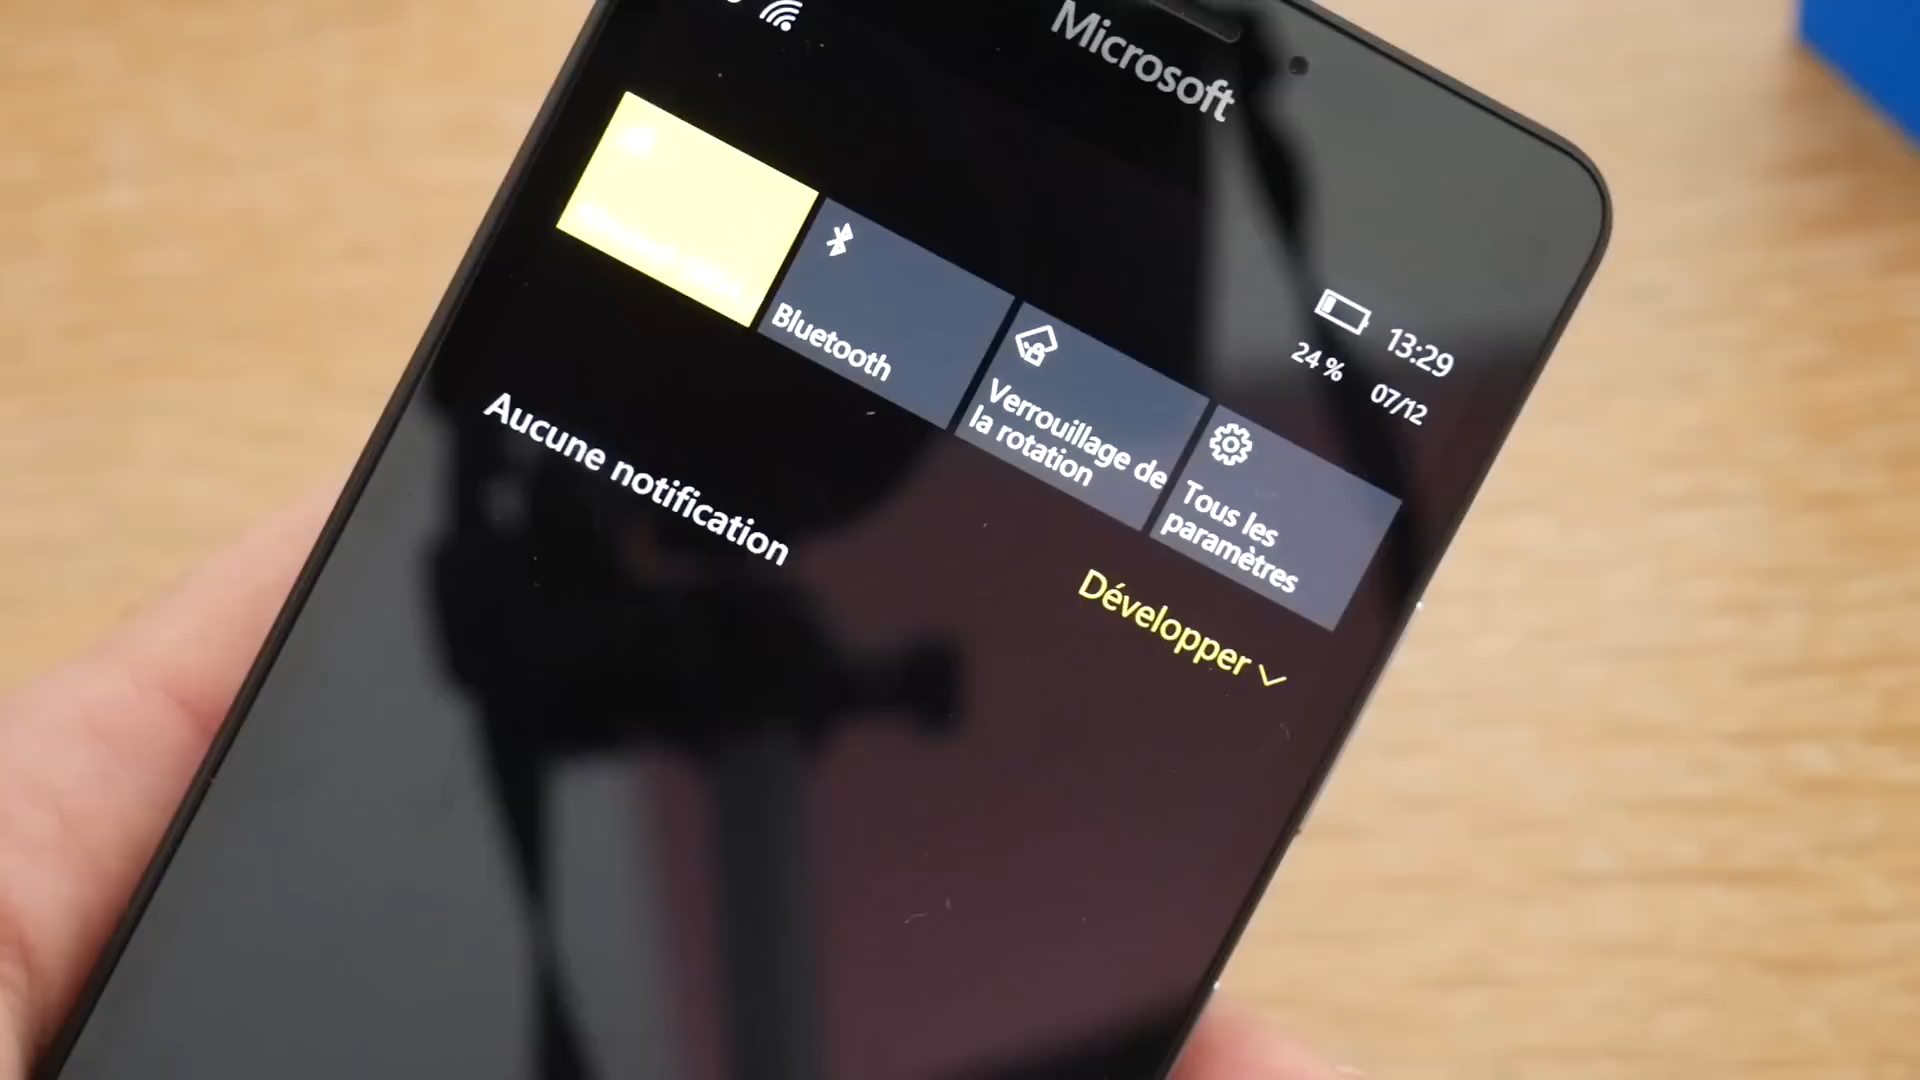 Microsoft
13:29
24 %
07/12
Bluetooth
Verrouillage de
la rotation
Tous les
paramètres
Aucune notification
Développer